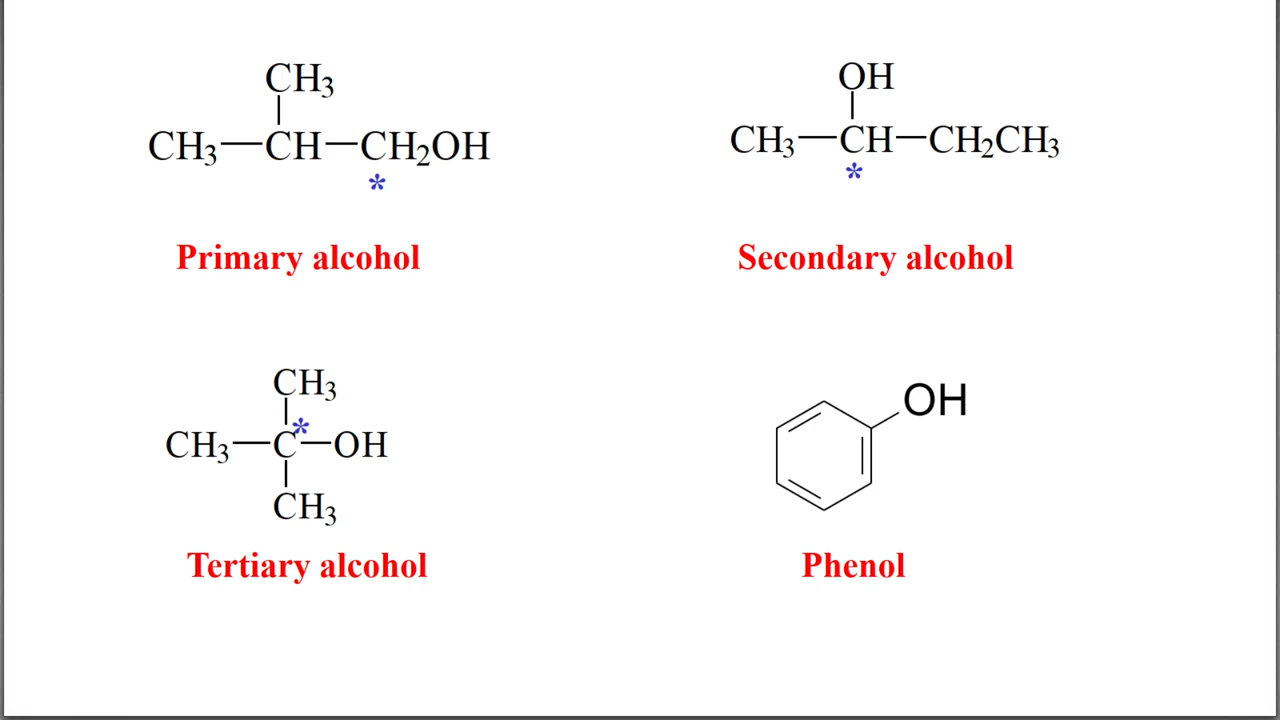 CH₃
CH₃—CH—CH₂OH
*
Primary alcohol
OH
CH₃—CH—CH₂CH₃
*
Secondary alcohol
CH₃
*
CH₃—C—OH
CH₃
Tertiary alcohol
OH
Phenol